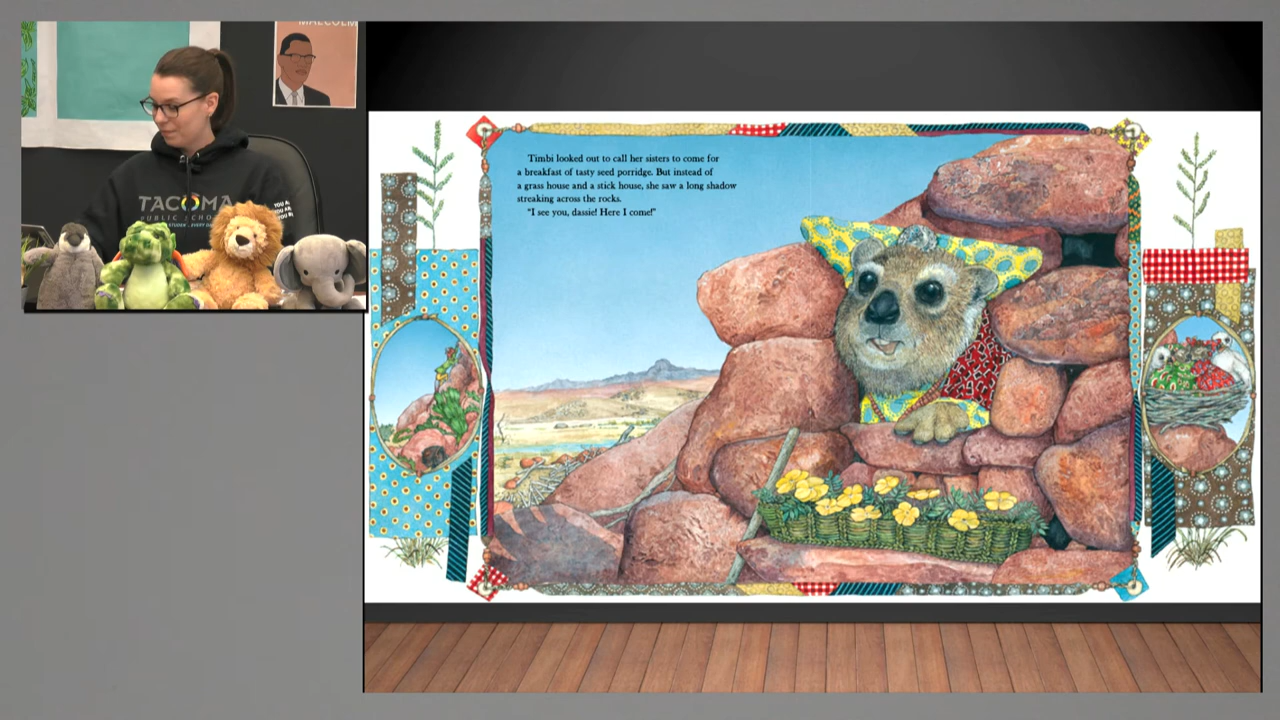 MALCOLM
TACOMA
PUBLIC SCHOO
Timbi looked out to call her sisters to come for
a breakfast of tasty seed porridge. But instead of
a grass house and a stick house, she saw a long shadow
streaking across the rocks.
"I see you, dassie! Here I come!"